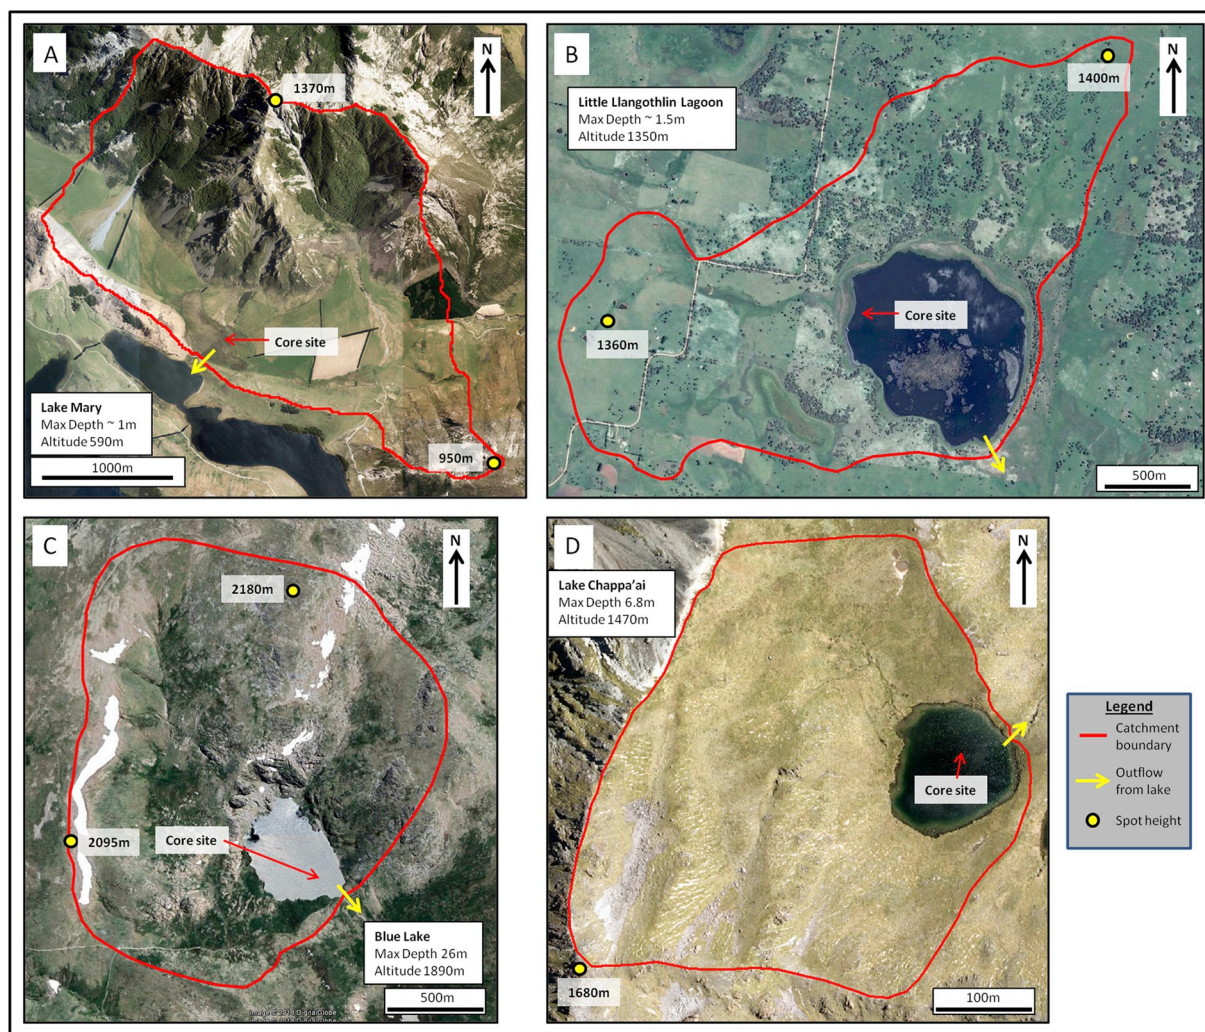 A
N
1370m
Core site
Lake Mary
Max Depth ~ 1m
Altitude 590m
1000m
950m
B
N
1400m
Little Llangothlin Lagoon
Max Depth ~ 1.5m
Altitude 1350m
Core site
1360m
500m
C
N
2180m
2095m
Core site
Blue Lake
Max Depth 26m
Altitude 1890m
500m
D
N
Lake Chappa'ai
Max Depth 6.8m
Altitude 1470m
Core site
1680m
100m
Legend
Catchment
boundary
Outflow
from lake
Spot height